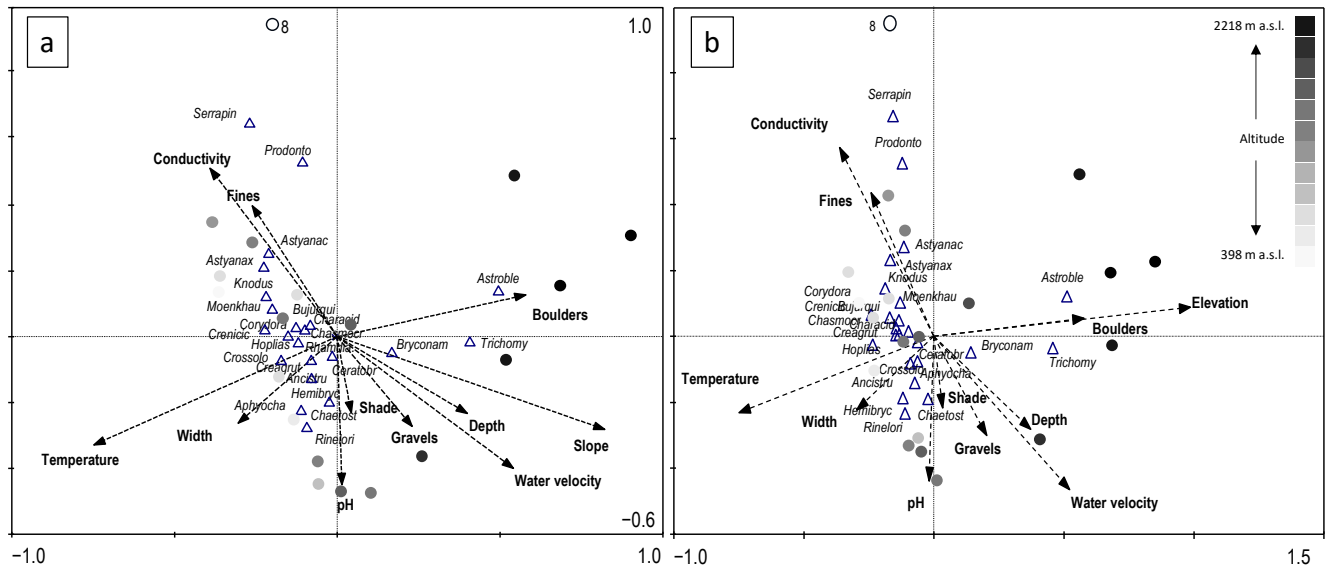 a
8
1.0
Serrapin
Prodonto
Conductivity
Fines
Astyanac
Astyanax
Knodus
Astroble
Moenkhau
Bujurqui
Characid
Boulders
Corydora
Chasmocr
Crenicic
Hoplias
Rhamdia
Bryconam
Trichomy
Crossolo
Creagrut
Ceratobr
Ancistru
Hemibryc
Aphyocha
Chaetost
Shade
Depth
Width
Rinelori
Gravels
Slope
Temperature
Water velocity
pH
−0.6
−1.0
1.0
b
8
2218 m a.s.l.
Serrapin
Conductivity
Prodonto
Altitude
Fines
Astyanac
398 m a.s.l.
Astyanax
Knodus
Astroble
Corydora
Moenkhau
Elevation
Bujurqui
Chasmocr
Characid
Boulders
Creagrut
Hoplias
Bryconam
Ceratobr
Trichomy
Crossolo
Temperature
Aphyocha
Ancistru
Shade
Hemibryc
Chaetost
Width
Rinelori
Depth
Gravels
pH
Water velocity
−1.0
1.5